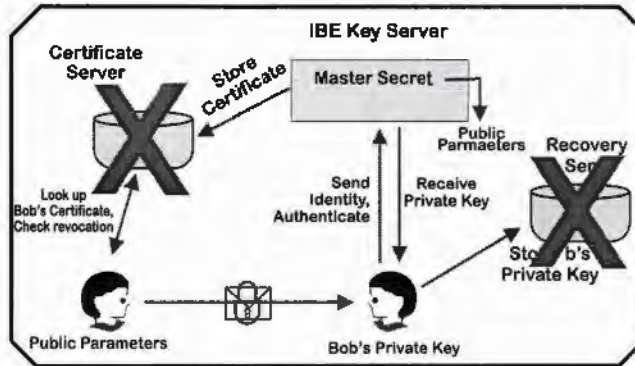 IBE Key Server
Certificate
Server
Store
Certificate
Master Secret
Public
Parmaeters
Recovery
Look up
Bob's Certificate,
Check revocation
Send
Identity,
Authenticate
Receive
Private Key
Private Key
Public Parameters
Bob's Private Key